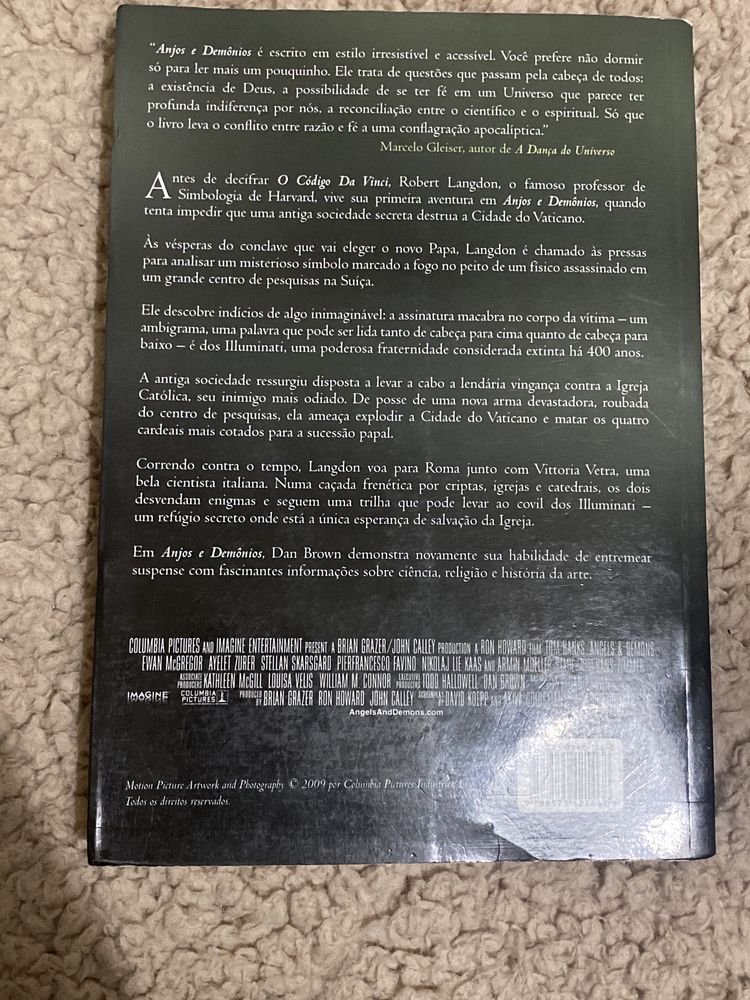 “Anjos e Demônios é escrito em estilo irresistível e acessível. Você prefere não dormir
só para ler mais um pouquinho. Ele trata de questões que passam pela cabeça de todos:
a existência de Deus, a possibilidade de se ter fé em um Universo que parece ter
profunda indiferença por nós, a reconciliação entre o científico e o espiritual. Só que
o livro leva o conflito entre razão e fé a uma conflagração apocalíptica.”
Marcelo Gleiser, autor de A Dança do Universo
Antes de decifrar O Código Da Vinci, Robert Langdon, o famoso professor de
Simbologia de Harvard, vive sua primeira aventura em Anjos e Demônios, quando
tenta impedir que uma antiga sociedade secreta destrua a Cidade do Vaticano.
Às vésperas do conclave que vai eleger o novo Papa, Langdon é chamado às pressas
para analisar um misterioso símbolo marcado a fogo no peito de um físico assassinado em
um grande centro de pesquisas na Suíça.
Ele descobre indícios de algo inimaginável: a assinatura macabra no corpo da vítima – um
ambigrama, uma palavra que pode ser lida tanto de cabeça para cima quanto de cabeça para
baixo – é dos Illuminati, uma poderosa fraternidade considerada extinta há 400 anos.
A antiga sociedade ressurgiu disposta a levar a cabo a lendária vingança contra a Igreja
Católica, seu inimigo mais odiado. De posse de uma nova arma devastadora, roubada
do centro de pesquisas, ela ameaça explodir a Cidade do Vaticano e matar os quatro
cardeais mais cotados para a sucessão papal.
Correndo contra o tempo, Langdon voa para Roma junto com Vittoria Vetra, uma
bela cientista italiana. Numa caçada frenética por criptas, igrejas e catedrais, os dois
desvendam enigmas e seguem uma trilha que pode levar ao covil dos Illuminati –
um refúgio secreto onde está a única esperança de salvação da Igreja.
Em Anjos e Demônios, Dan Brown demonstra novamente sua habilidade de entremear
suspense com fascinantes informações sobre ciência, religião e história da arte.
COLUMBIA PICTURES AND IMAGINE ENTERTAINMENT PRESENT A BRIAN GRAZER/JOHN CALLEY PRODUCTION A RON HOWARD FILM TOM HANKS ANGELS & DEMONS
EWAN McGREGOR AYELET ZURER STELLAN SKARSGARD PIERFRANCESCO FAVINO NIKOLAJ LIE KAAS AND ARMIN
ASSOCIATE PRODUCERS KATHLEEN McGILL LOUISA VELIS WILLIAM M. CONNOR EXECUTIVE PRODUCERS TODD HALLOWELL DAN BROWN
IMAGINE COLUMBIA PICTURES PRODUCED BY BRIAN GRAZER RON HOWARD JOHN CALLEY SCREENPLAY BY DAVID KOEPP AND
AngelsAndDemons.com
Motion Picture Artwork and Photography © 2009 por Columbia Pictures Industries,
Todos os direitos reservados.